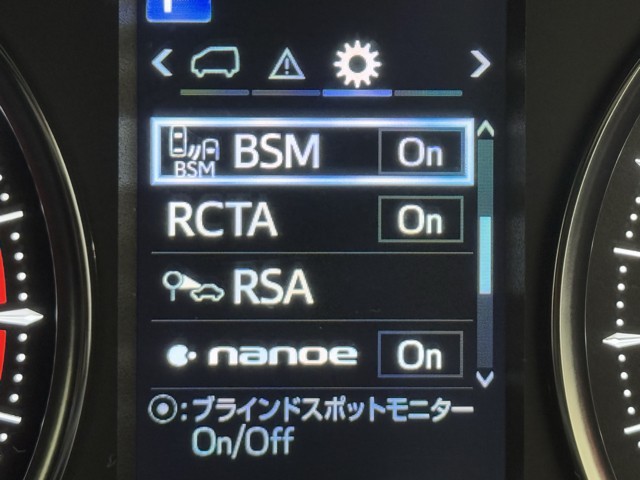 BSM BSM On
RCTA On
RSA
nanoe On
:ブラインドスポットモニター
On/Off